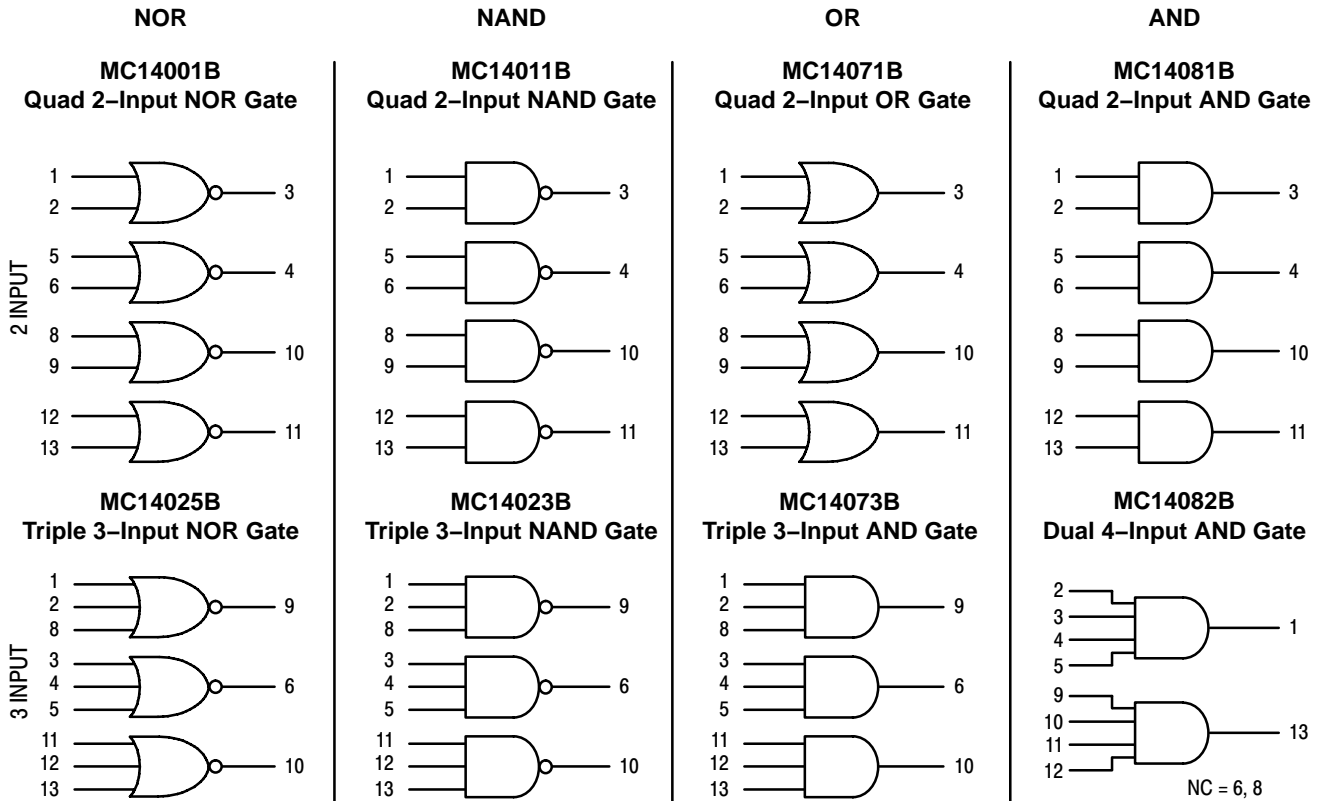 NOR NAND OR AND
MC14001B MC14011B MC14071B MC14081B
Quad 2–Input NOR Gate Quad 2–Input NAND Gate Quad 2–Input OR Gate Quad 2–Input AND Gate
2 INPUT
1 3 1 3 1 3 1 3
2 2 2 2
5 4 5 4 5 4 5 4
6 6 6 6
8 10 8 10 8 10 8 10
9 9 9 9
12 11 12 11 12 11 12 11
13 13 13 13
MC14025B MC14023B MC14073B MC14082B
Triple 3–Input NOR Gate Triple 3–Input NAND Gate Triple 3–Input AND Gate Dual 4–Input AND Gate
3 INPUT
1 1 1 2
2 9 2 9 2 9 3 1
8 8 8 4
3 3 3 5
4 6 4 6 4 6 9
5 5 5 10 13
11 11 11 11
12 10 12 10 12 10 12
13 13 13 NC = 6, 8